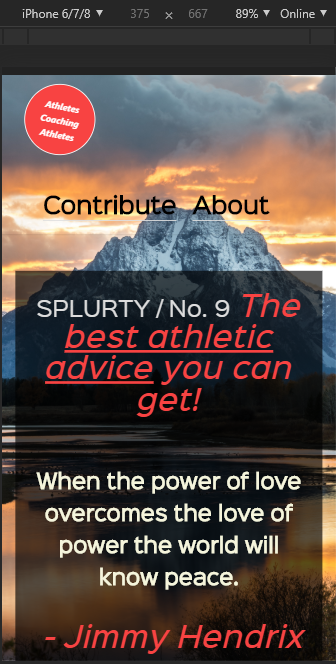 iPhone 6/7/8 ▼ 375 × 667 89% ▼ Online ▼
Athletes
Coaching
Athletes
Contribute About
SPLURTY / No. 9 The
best athletic
advice you can
get!
When the power of love
overcomes the love of
power the world will
know peace.
- Jimmy Hendrix